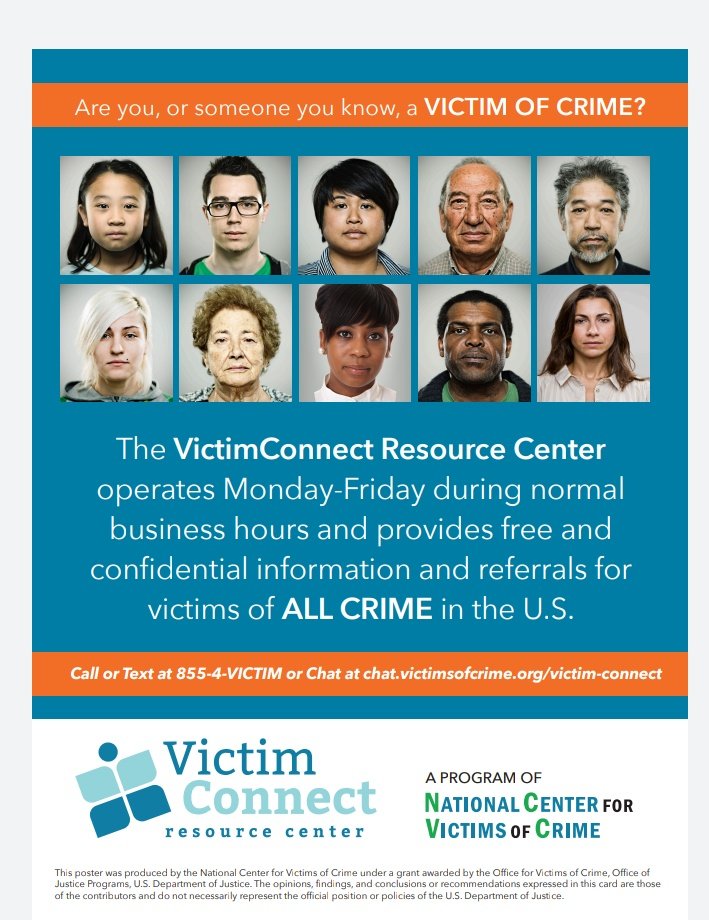 Are you, or someone you know, a VICTIM OF CRIME?
The VictimConnect Resource Center
operates Monday-Friday during normal
business hours and provides free and
confidential information and referrals for
victims of ALL CRIME in the U.S.
Call or Text at 855-4-VICTIM or Chat at chat.victimsofcrime.org/victim-connect
Victim
Connect
resource center
A PROGRAM OF
NATIONAL CENTER FOR
VICTIMS OF CRIME
This poster was produced by the National Center for Victims of Crime under a grant awarded by the Office for Victims of Crime, Office of
Justice Programs, U.S. Department of Justice. The opinions, findings, and conclusions or recommendations expressed in this card are those
of the contributors and do not necessarily represent the official position or policies of the U.S. Department of Justice.